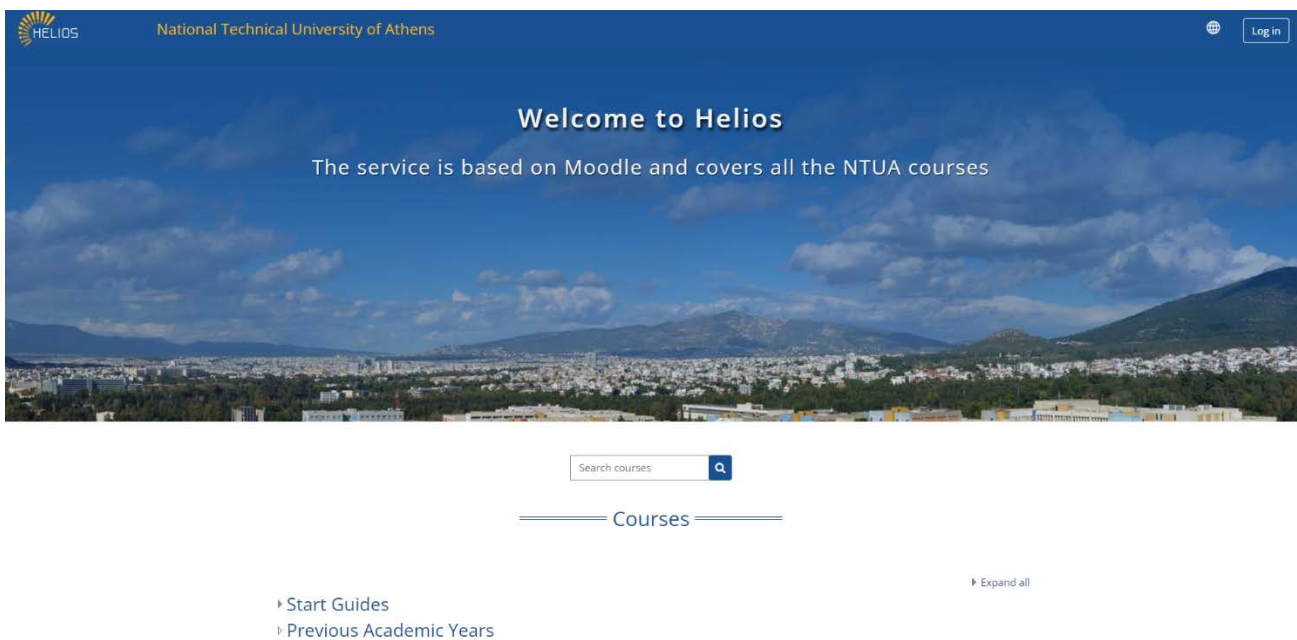 HELIOS
National Technical University of Athens
Log in
Welcome to Helios
The service is based on Moodle and covers all the NTUA courses
Search courses
Courses
Expand all
Start Guides
Previous Academic Years